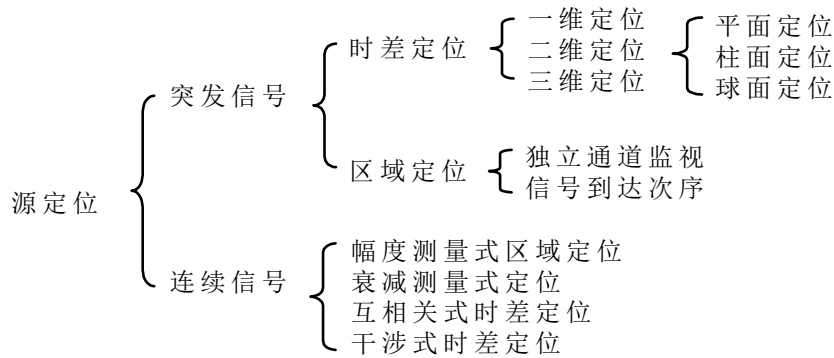 源定位
突发信号
时差定位
一维定位
二维定位
三维定位
平面定位
柱面定位
球面定位
区域定位
独立通道监视
信号到达次序
连续信号
幅度测量式区域定位
衰减测量式定位
互相关式时差定位
干涉式时差定位